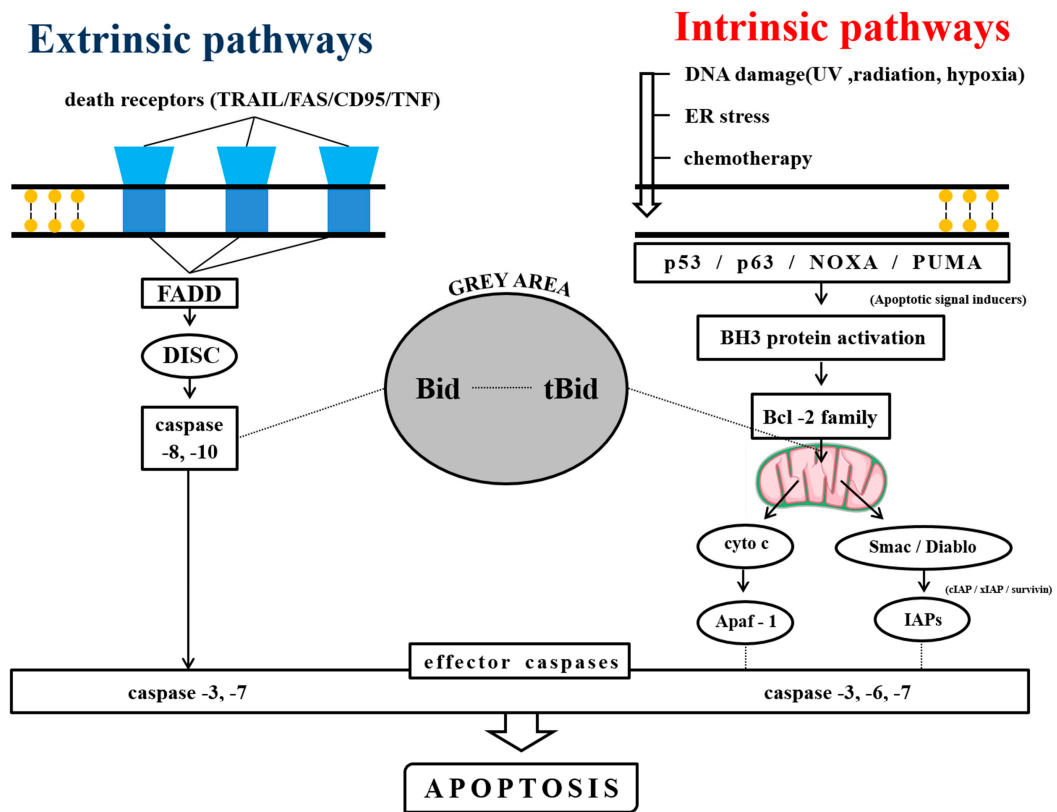 Extrinsic pathways
death receptors (TRAIL/FAS/CD95/TNF)
FADD
DISC
caspase
-8, -10
GREY AREA
Bid
tBid
Intrinsic pathways
DNA damage(UV ,radiation, hypoxia)
ER stress
chemotherapy
p53 / p63 / NOXA / PUMA
(Apoptotic signal inducers)
BH3 protein activation
Bcl -2 family
cyto c
Smac / Diablo
(cIAP / xIAP / survivin)
Apaf - 1
IAPs
effector caspases
caspase -3, -7
caspase -3, -6, -7
APOPTOSIS